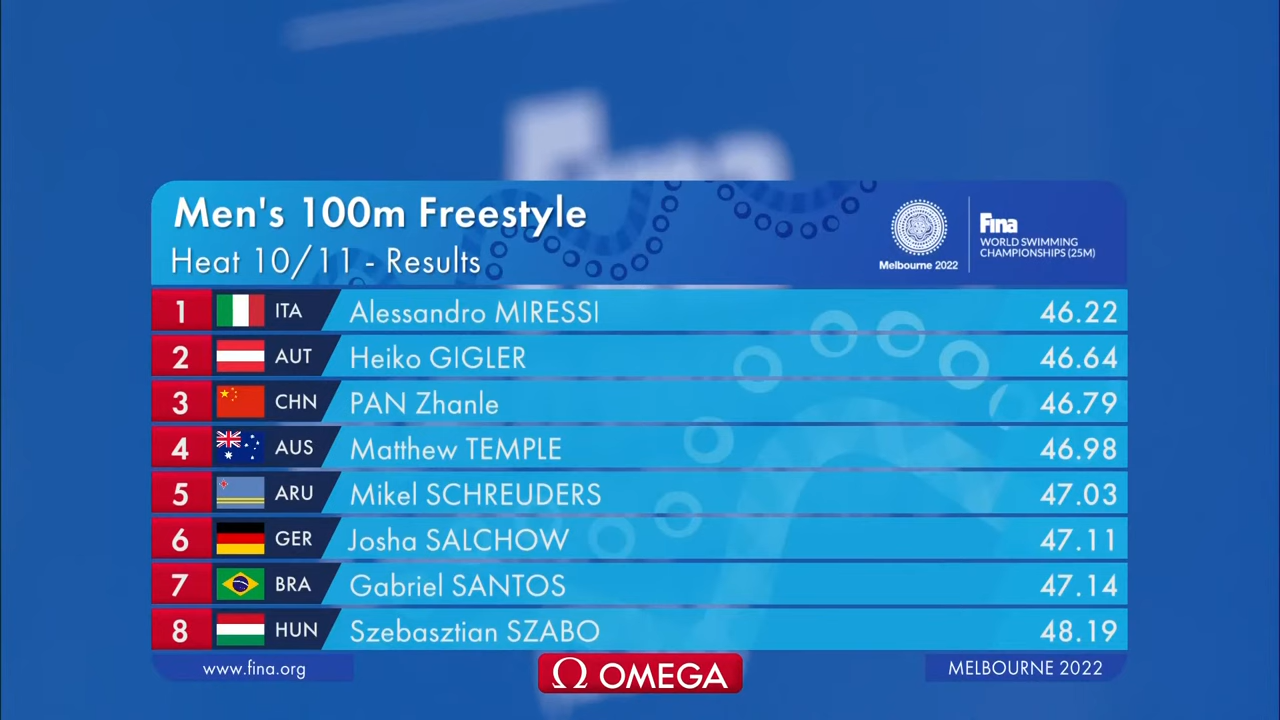 Fina
Men's 100m Freestyle
Heat 10/11 - Results
Melbourne 2022
Fina
WORLD SWIMMING
CHAMPIONSHIPS (25M)
1 ITA Alessandro MIRESSI 46.22
2 AUT Heiko GIGLER 46.64
3 CHN PAN Zhanle 46.79
4 AUS Matthew TEMPLE 46.98
5 ARU Mikel SCHREUDERS 47.03
6 GER Josha SALCHOW 47.11
7 BRA Gabriel SANTOS 47.14
8 HUN Szebasztian SZABO 48.19
www.fina.org
Ω OMEGA
MELBOURNE 2022